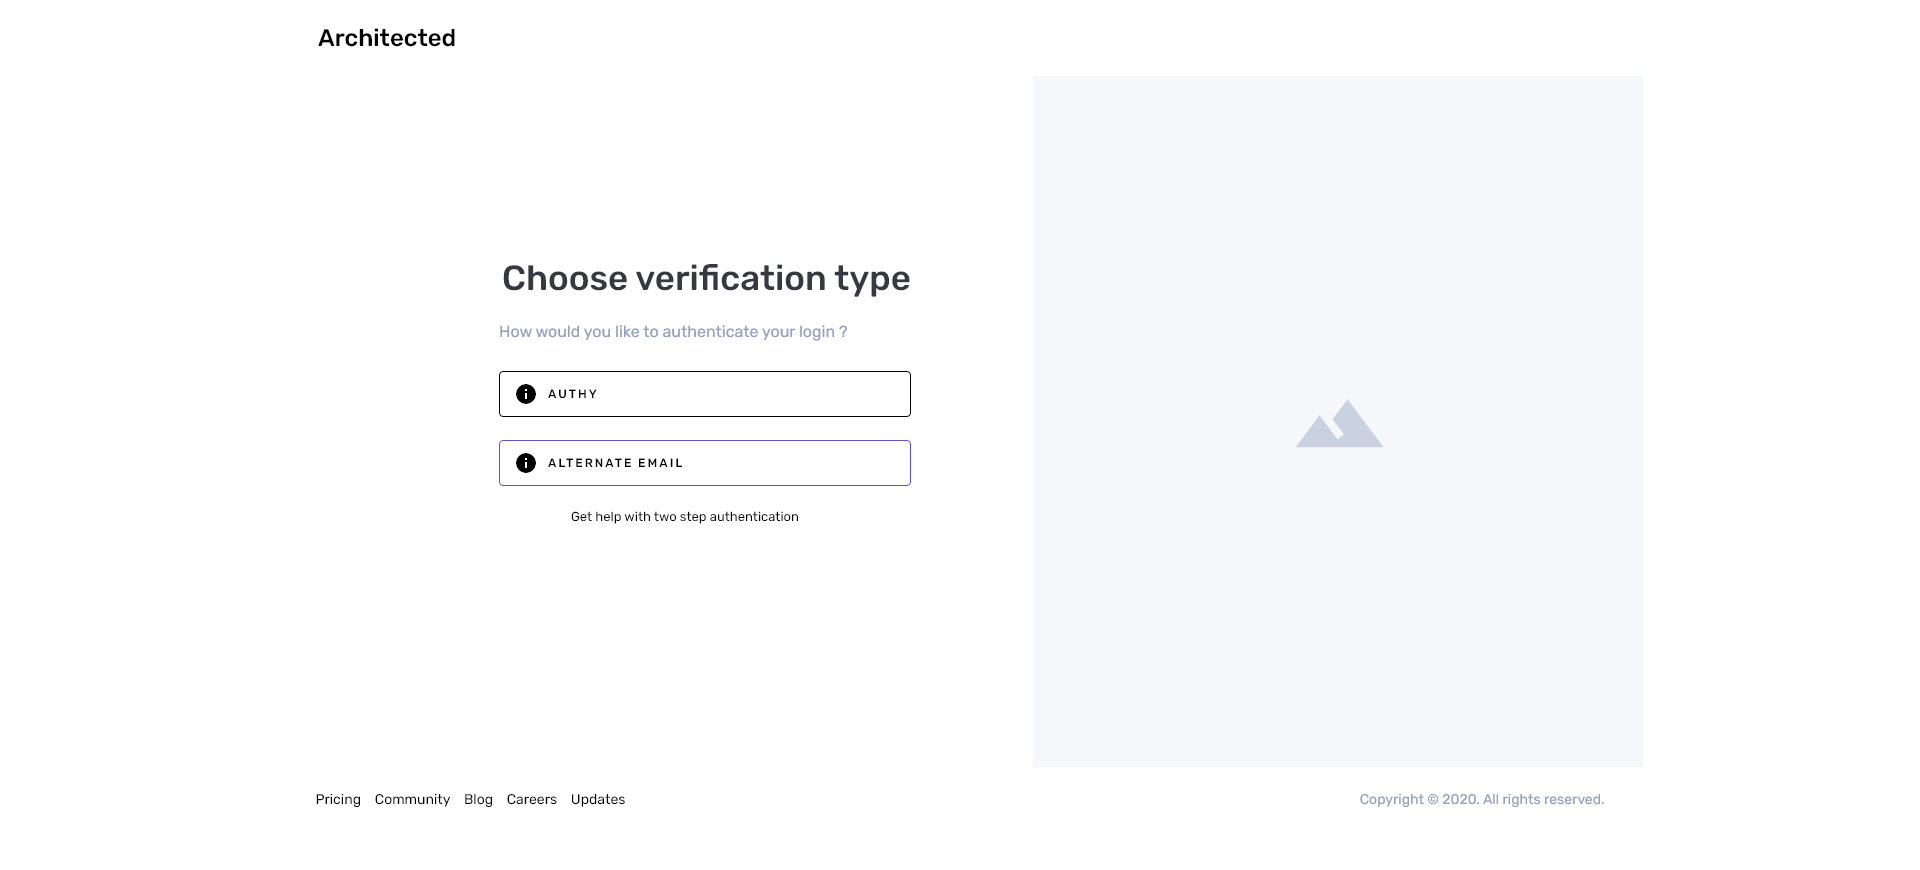 Architected
Choose verification type
How would you like to authenticate your login ?
AUTHY
ALTERNATE EMAIL
Get help with two step authentication
Pricing Community Blog Careers Updates
Copyright © 2020. All rights reserved.